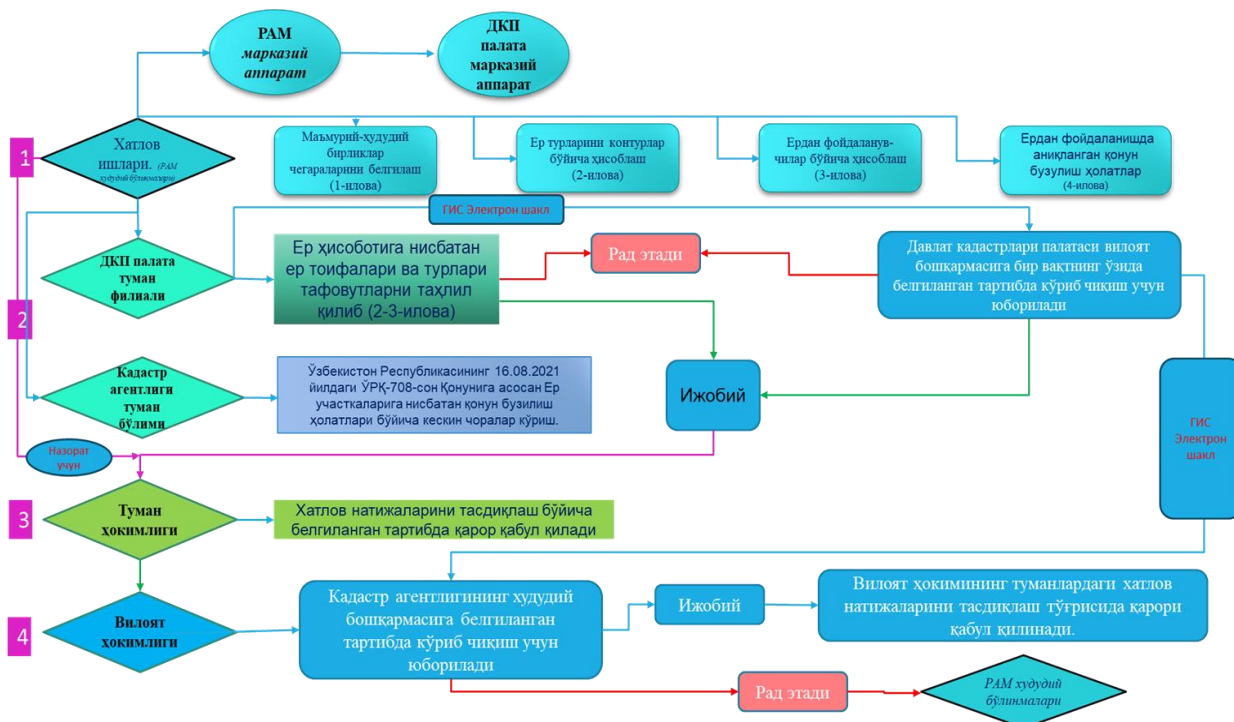 РАМ
марказий
аппарат
ДКП
палата
марказий
аппарат
1
Хатлов
ишлари. (РАМ
худудий бўлинмалари)
Маъмурий-ҳудудий
бирликлар
чегараларини белгилаш
(1-илова)
Ер турларини контурлар
бўйича ҳисоблаш
(2-илова)
Ердан фойдаланув-
чилар бўйича ҳисоблаш
(3-илова)
Ердан фойдаланишда
аниқланган қонун
бузулиш ҳолатлар
(4-илова)
ГИС Электрон шакл
ДКП палата
туман
филиали
Ер ҳисоботига нисбатан
ер тоифалари ва турлари
тафовутларни таҳлил
қилиб (2-3-илова)
Рад этади
Давлат кадастрлари палатаси вилоят
бошқармасига бир вақтнинг ўзида
белгиланган тартибда кўриб чиқиш учун
юборилади
2
Кадастр
агентлиги
туман
бўлими
Ўзбекистон Республикасининг 16.08.2021
йилдаги ЎРҚ-708-сон Қонунига асосан Ер
участкаларига нисбатан қонун бузилиш
ҳолатлари бўйича кескин чоралар кўриш.
Ижобий
ГИС
Электрон
шакл
Назорат
учун
3
Туман
ҳокимлиги
Хатлов натижаларини тасдиқлаш бўйича
белгиланган тартибда қарор қабул қилади
4
Вилоят
ҳокимлиги
Кадастр агентлигининг худудий
бошқармасига белгиланган
тартибда кўриб чиқиш учун
юборилади
Ижобий
Вилоят ҳокимининг туманлардаги хатлов
натижаларини тасдиқлаш тўғрисида қарори
қабул қилинади.
Рад этади
РАМ худудий
бўлинмалари